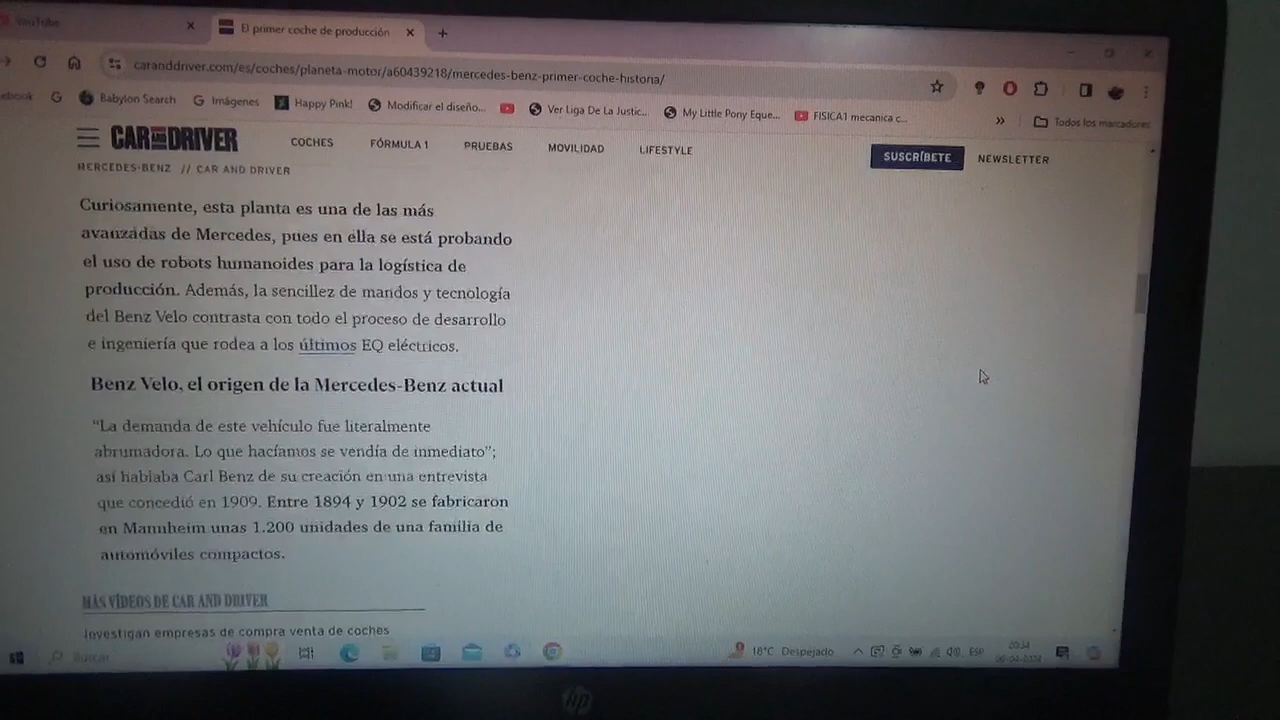 YouTube
El primer coche de producción
caranddriver.com/es/coches/planeta-motor/a60439218/mercedes-benz-primer-coche-historia/
ebook
Babylon Search
Imágenes
Happy Pink!
Modificar el diseño...
Ver Liga De La Justic...
My Little Pony Eque...
FISICA1 mecanica c...
»
Todos los marcadores
CAR AND DRIVER
COCHES
FÓRMULA 1
PRUEBAS
MOVILIDAD
LIFESTYLE
SUSCRÍBETE
NEWSLETTER
MERCEDES-BENZ // CAR AND DRIVER
Curiosamente, esta planta es una de las más
avanzadas de Mercedes, pues en ella se está probando
el uso de robots humanoides para la logística de
producción. Además, la sencillez de mandos y tecnología
del Benz Velo contrasta con todo el proceso de desarrollo
e ingeniería que rodea a los últimos EQ eléctricos.
Benz Velo, el origen de la Mercedes-Benz actual
“La demanda de este vehículo fue literalmente
abrumadora. Lo que hacíamos se vendía de inmediato”;
así hablaba Carl Benz de su creación en una entrevista
que concedió en 1909. Entre 1894 y 1902 se fabricaron
en Mannheim unas 1.200 unidades de una familia de
automóviles compactos.
MÁS VÍDEOS DE CAR AND DRIVER
Investigan empresas de compra venta de coches
Buscar
18°C Despejado
ESP
20:34
hp